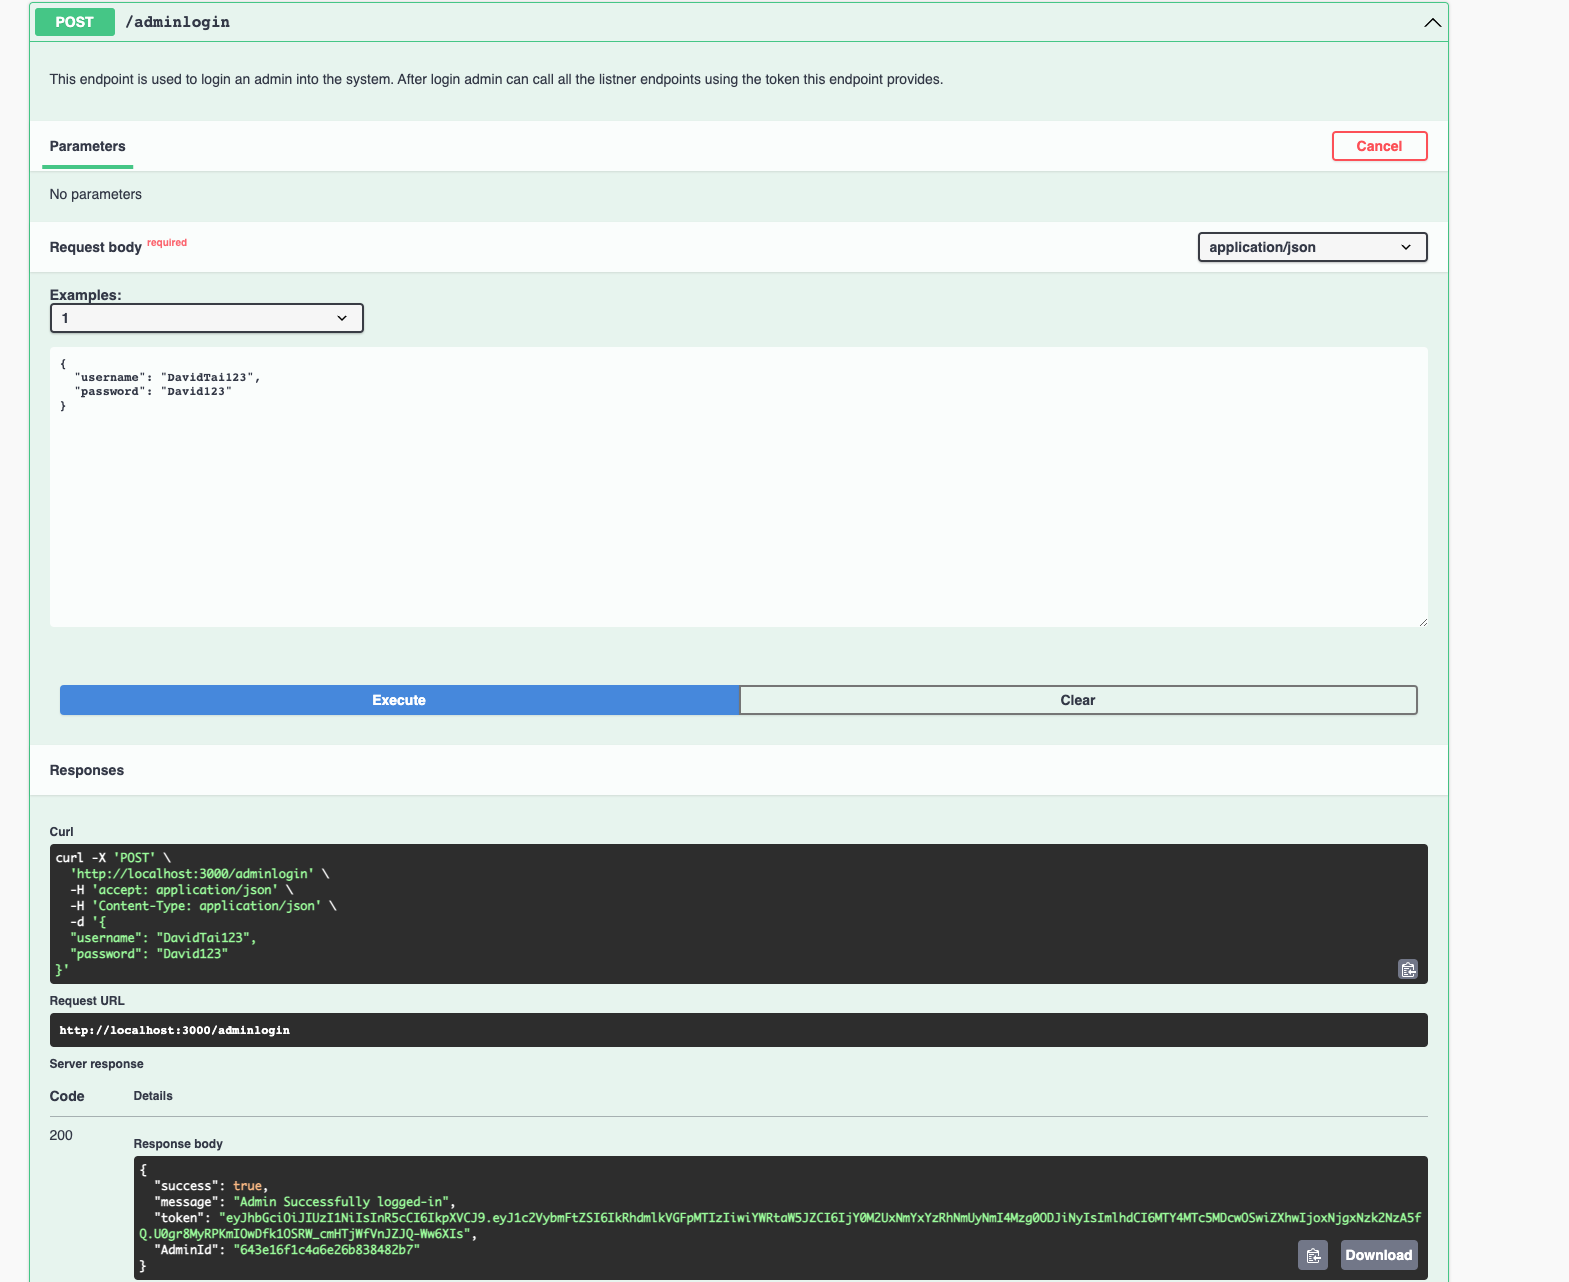 POST /adminlogin
This endpoint is used to login an admin into the system. After login admin can call all the listner endpoints using the token this endpoint provides.
Parameters
Cancel
No parameters
Request body required
application/json
Examples:
1
{
"username": "DavidTai123",
"password": "David123"
}
Execute
Clear
Responses
Curl
curl -X 'POST' \
'http://localhost:3000/adminlogin' \
-H 'accept: application/json' \
-H 'Content-Type: application/json' \
-d '{
"username": "DavidTai123",
"password": "David123"
}'
Request URL
http://localhost:3000/adminlogin
Server response
Code Details
200
Response body
{
"success": true,
"message": "Admin Successfully logged-in",
"token": "eyJhbGciOiJIUzI1NiIsInR5cCI6IkpXVCJ9.eyJ1c2VybmFtZSI6IkRhdmlkVGFpMTIzIiwiYWRtaW5JZCI6IjY0M2UxNmYxYzRhNmUyNmI4Mzg0ODJiNyIsImlhdCI6MTY4MTc5MDcwOSwiZXhwIjoxNjgxNzk2NzA5f
Q.U0gr8MyRPKmIOwDfk1OSRW_cmHTjWfVnJZJQ-Ww6XIs",
"AdminId": "643e16f1c4a6e26b838482b7"
}
Download